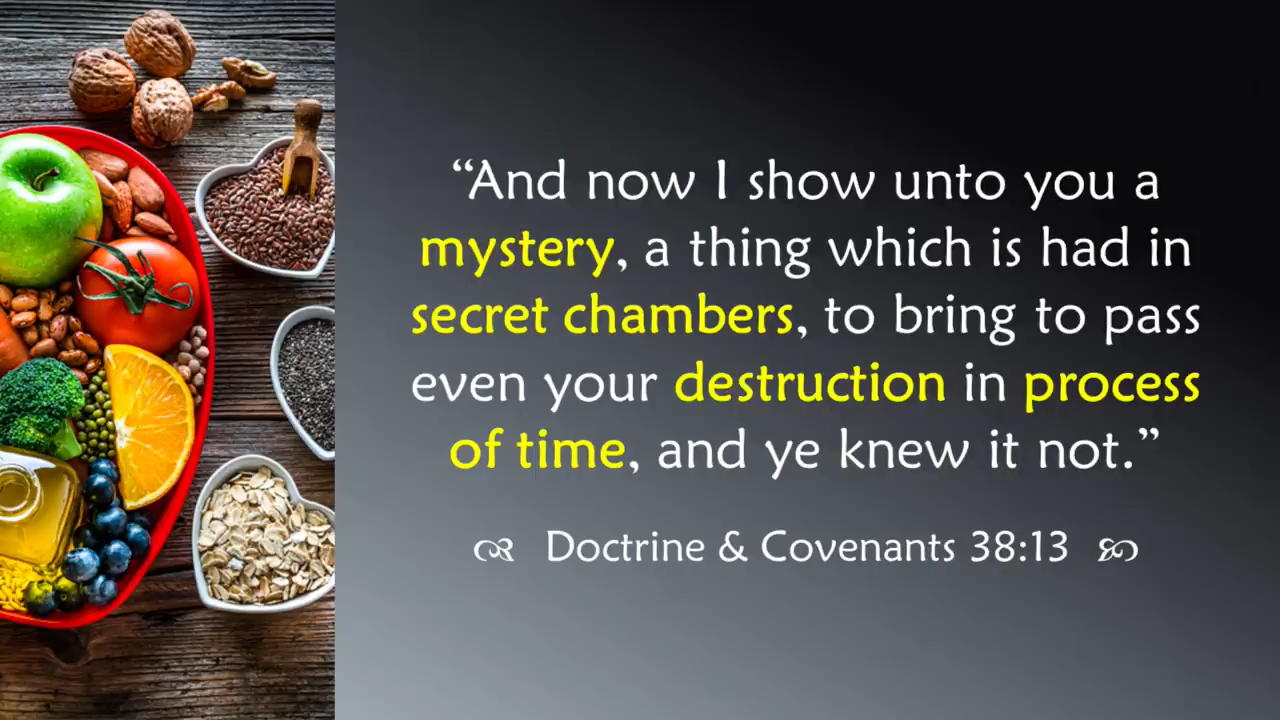 “And now I show unto you a
mystery, a thing which is had in
secret chambers, to bring to pass
even your destruction in process
of time, and ye knew it not.”
Doctrine & Covenants 38:13